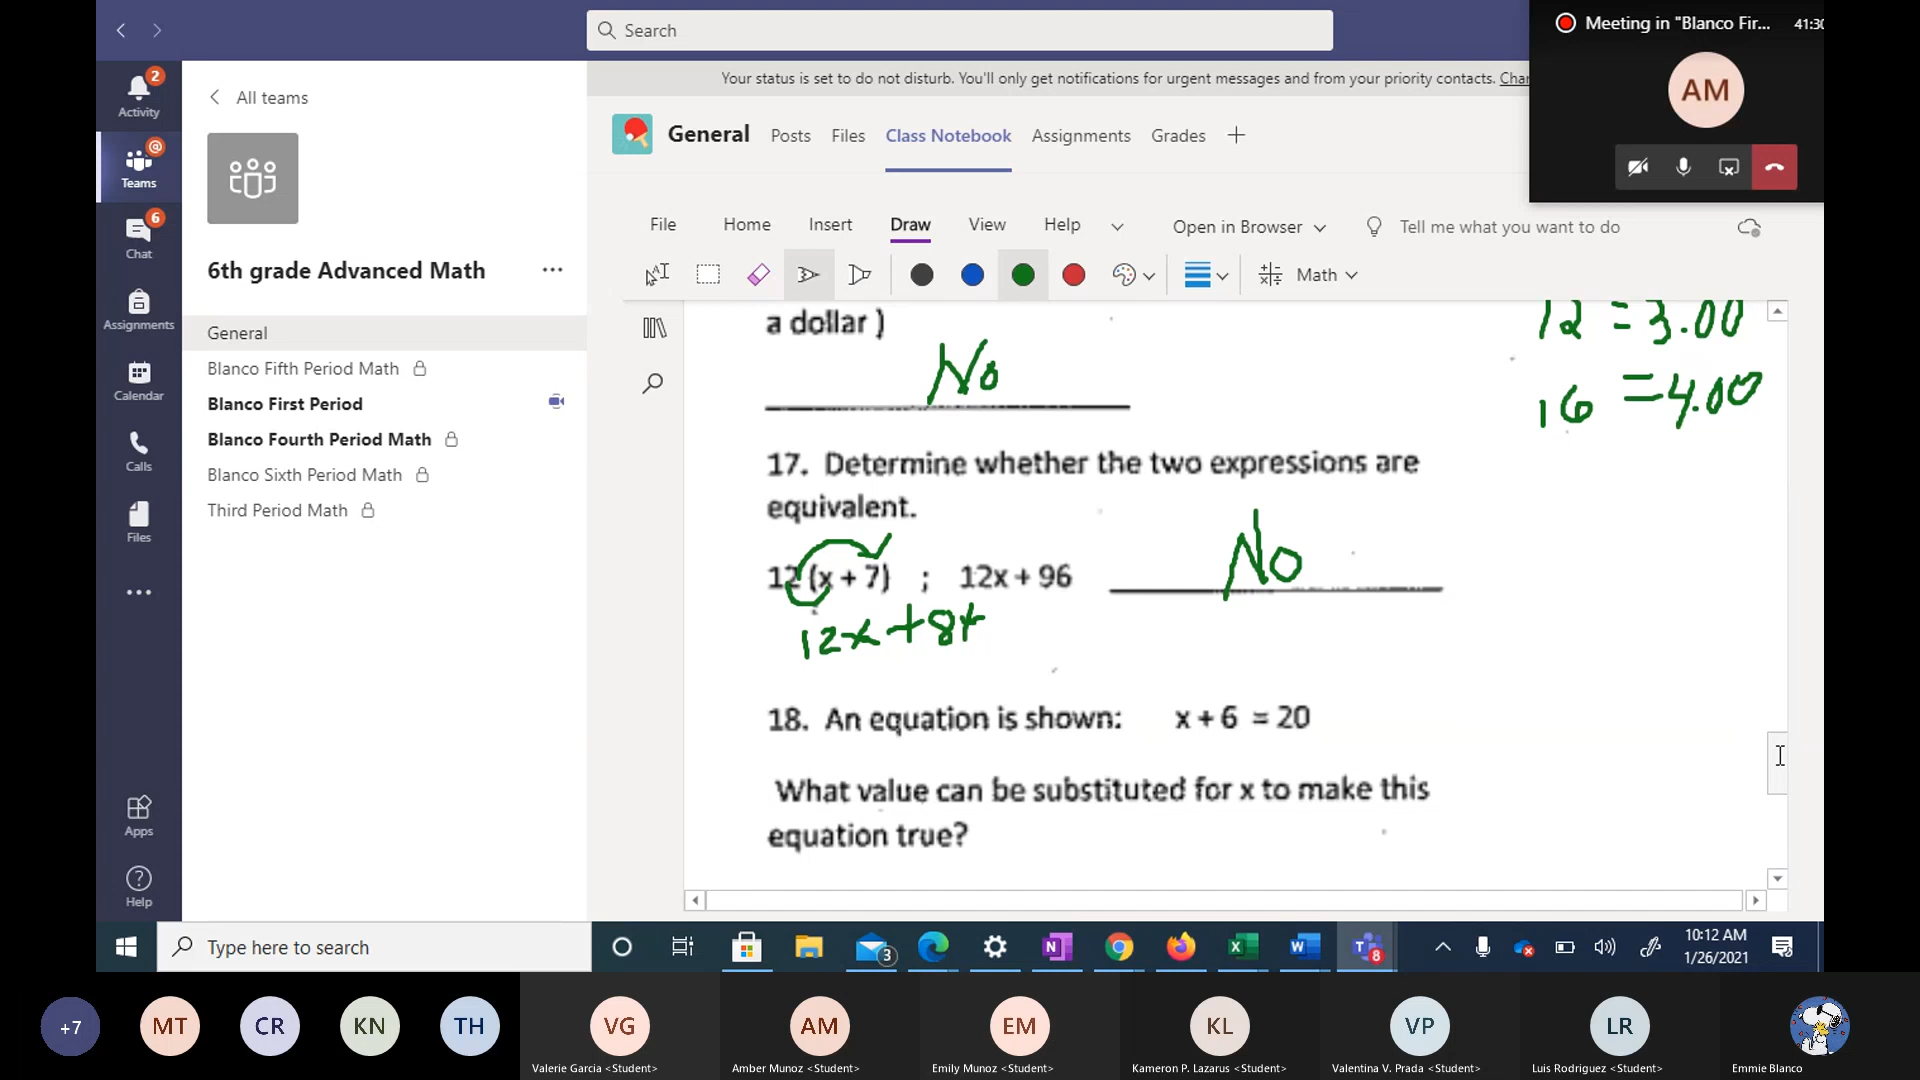 Search
Meeting in "Blanco Fir...
41:30
AM
Your status is set to do not disturb. You'll only get notifications for urgent messages and from your priority contacts. Char
2
Activity
@
Teams
6
Chat
Assignments
Calendar
Calls
Files
Apps
Help
All teams
6th grade Advanced Math
General
Blanco Fifth Period Math
Blanco First Period
Blanco Fourth Period Math
Blanco Sixth Period Math
Third Period Math
General Posts Files Class Notebook Assignments Grades
File Home Insert Draw View Help Open in Browser Tell me what you want to do
Math
a dollar )
No
12 = 3.00
16 = 4.00
17. Determine whether the two expressions are
equivalent.
12 (x + 7) ; 12x + 96 No
12x + 84
18. An equation is shown: x + 6 = 20
What value can be substituted for x to make this
equation true?
Type here to search
3
8
10:12 AM
1/26/2021
+7 MT CR KN TH VG AM EM KL VP LR
Valerie Garcia <Student> Amber Munoz <Student> Emily Munoz <Student> Kameron P. Lazarus <Student> Valentina V. Prada <Student> Luis Rodriguez <Student> Emmie Blanco